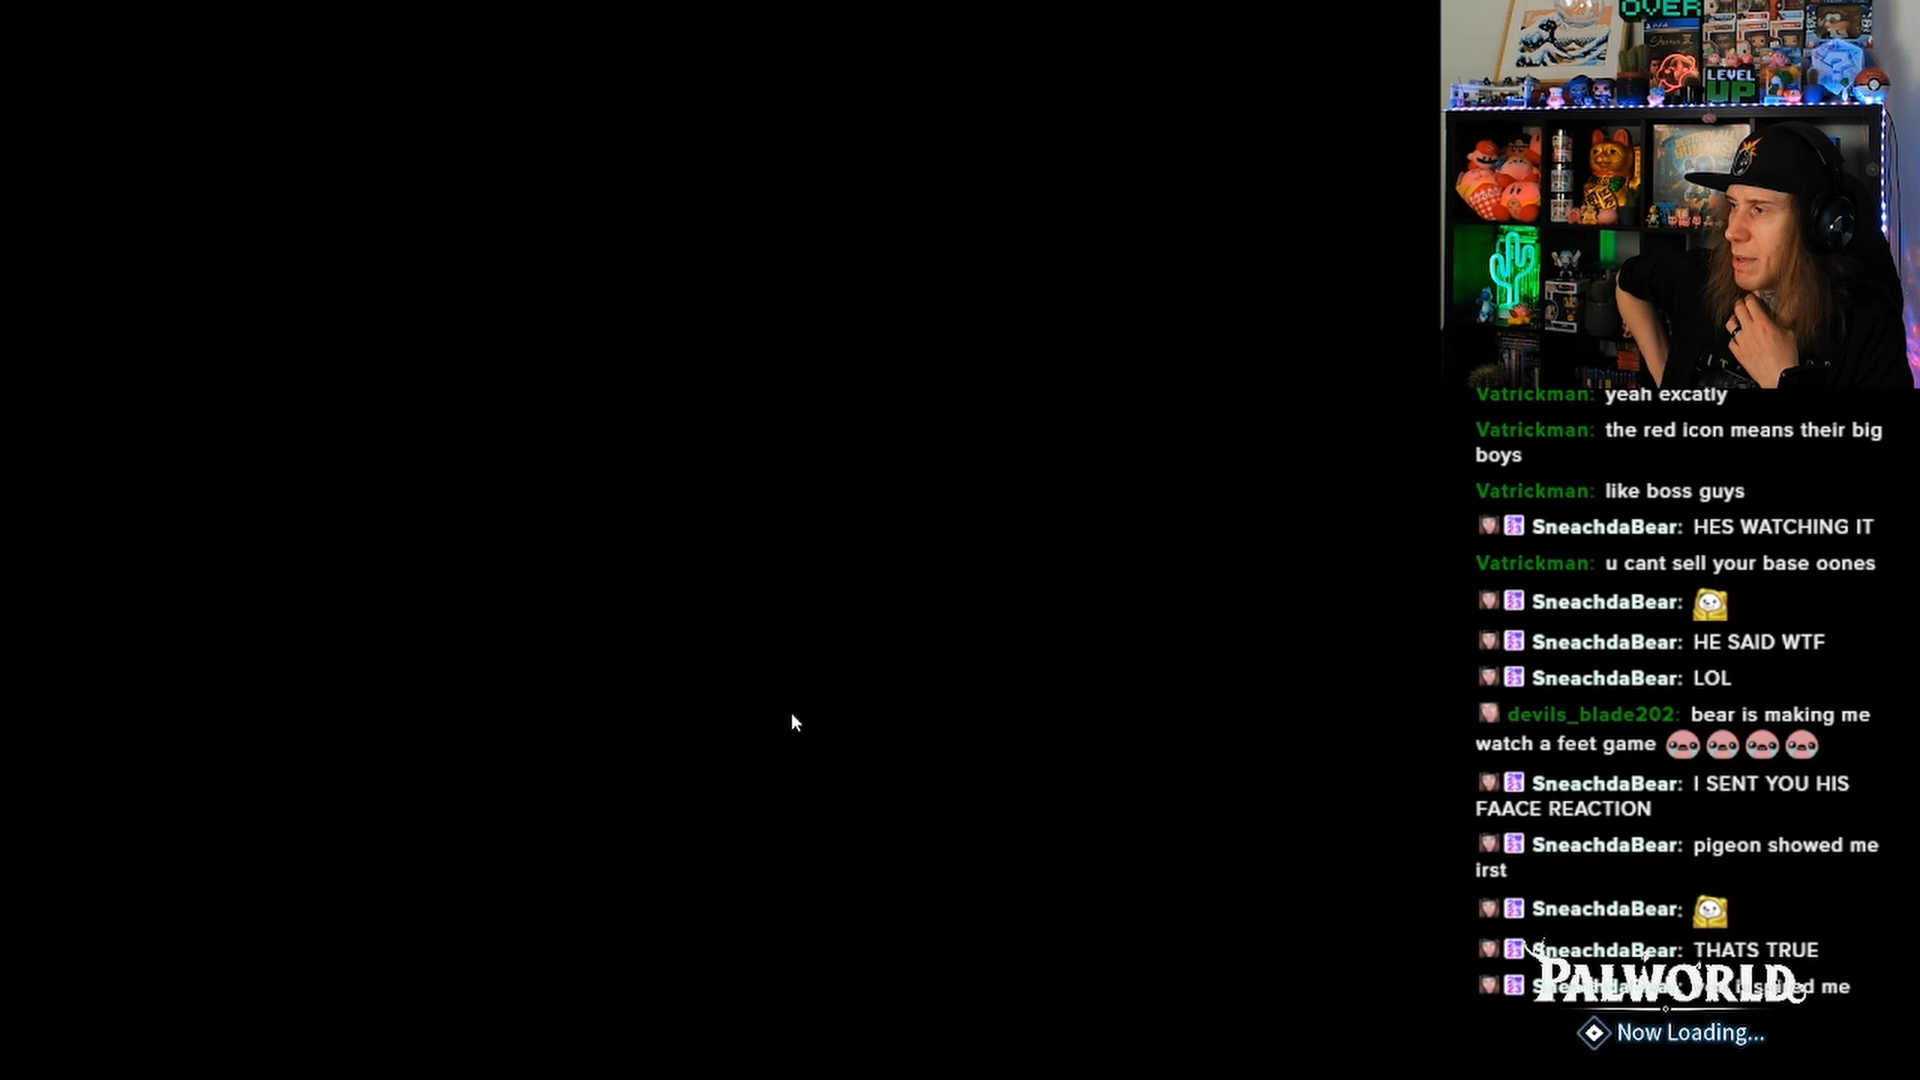 OVER
LEVEL
UP
Vatrickman: yeah excatly
Vatrickman: the red icon means their big
boys
Vatrickman: like boss guys
SneachdaBear: HES WATCHING IT
Vatrickman: u cant sell your base oones
SneachdaBear:
SneachdaBear: HE SAID WTF
SneachdaBear: LOL
devils_blade202: bear is making me
watch a feet game
SneachdaBear: I SENT YOU HIS
FAACE REACTION
SneachdaBear: pigeon showed me
irst
SneachdaBear:
SneachdaBear: THATS TRUE
me
PALWORLD
Now Loading...